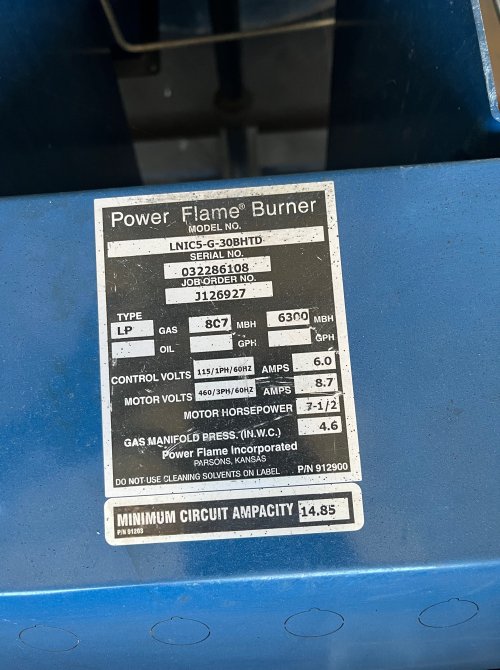 Power Flame® Burner
MODEL NO.
LNIC5-G-30BHTD
SERIAL NO.
032286108
JOB ORDER NO.
J126927
TYPE
LP GAS 807 MBH 6300 MBH
OIL GPH GPH
CONTROL VOLTS 115/1PH/60HZ AMPS 6.0
MOTOR VOLTS 460/3PH/60HZ AMPS 8.7
MOTOR HORSEPOWER 7-1/2
GAS MANIFOLD PRESS. (IN.W.C.) 4.6
Power Flame Incorporated
PARSONS, KANSAS
DO NOT USE CLEANING SOLVENTS ON LABEL P/N 912900
MINIMUM CIRCUIT AMPACITY 14.85
P/N 91203